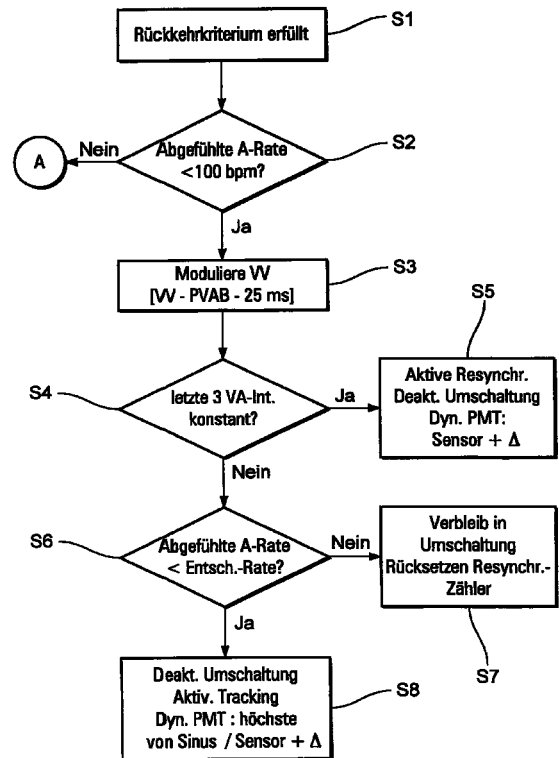 S1
Rückkehrkriterium erfüllt
S2
Abgefühlte A-Rate
<100 bpm?
Nein
A
Ja
S3
Moduliere VV
[VV - PVAB - 25 ms]
S4
letzte 3 VA-Int.
konstant?
Ja
S5
Aktive Resynchr.
Deakt. Umschaltung
Dyn. PMT:
Sensor + Δ
Nein
S6
Abgefühlte A-Rate
< Entsch.-Rate?
Nein
Verbleib in
Umschaltung
Rücksetzen Resynchr.-
Zähler
S7
Ja
Deakt. Umschaltung
Aktiv. Tracking
Dyn. PMT : höchste
von Sinus / Sensor + Δ
S8